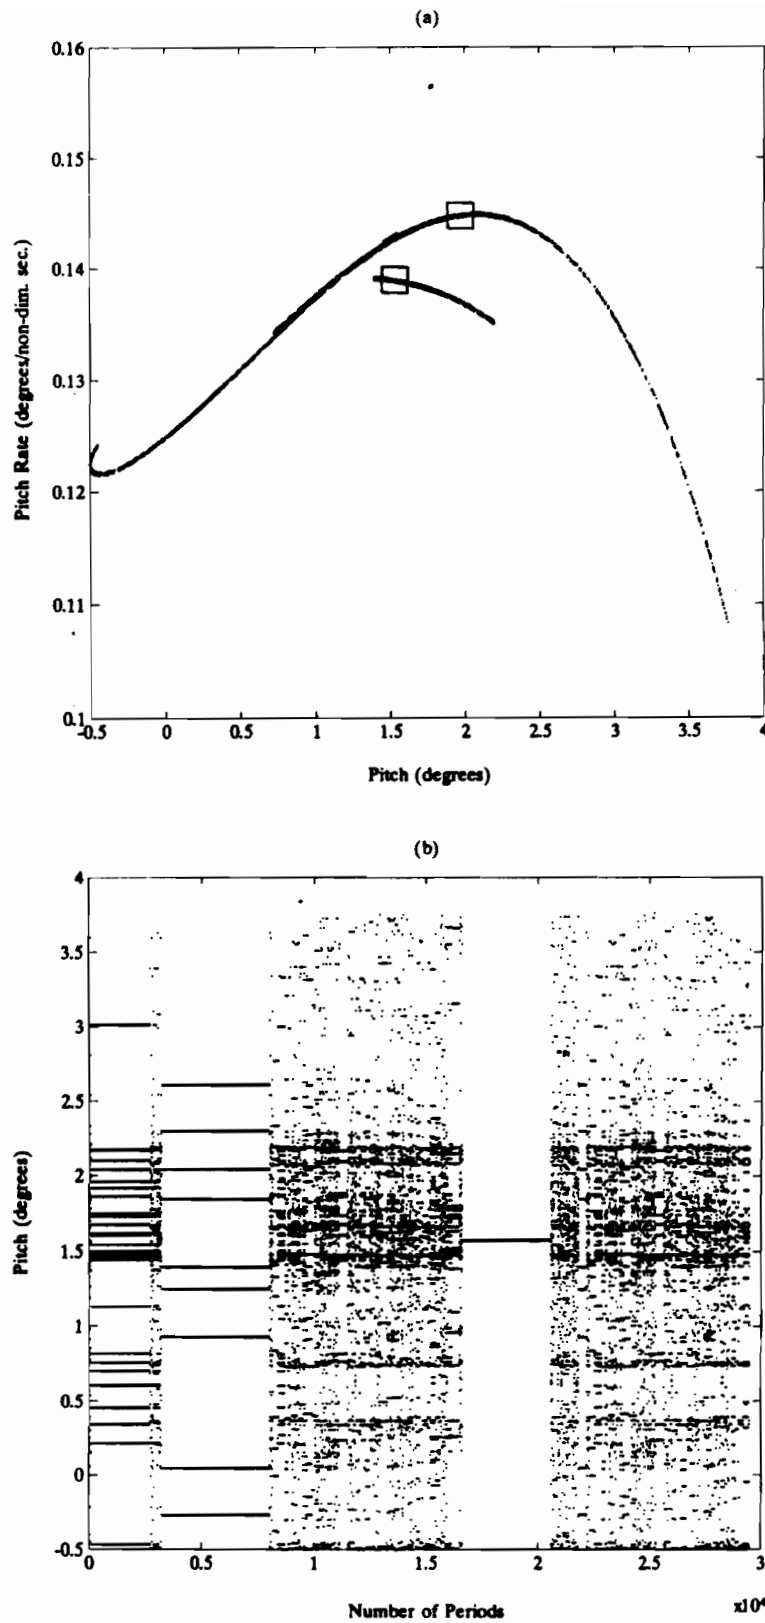 (a)
0.16
0.15
0.14
0.13
0.12
0.11
0.1
-0.5 0 0.5 1 1.5 2 2.5 3 3.5 4
Pitch Rate (degrees/non-dim. sec.)
Pitch (degrees)
(b)
4
3.5
3
2.5
2
1.5
1
0.5
0
-0.5
0 0.5 1 1.5 2 2.5 3
x10⁴
Pitch (degrees)
Number of Periods